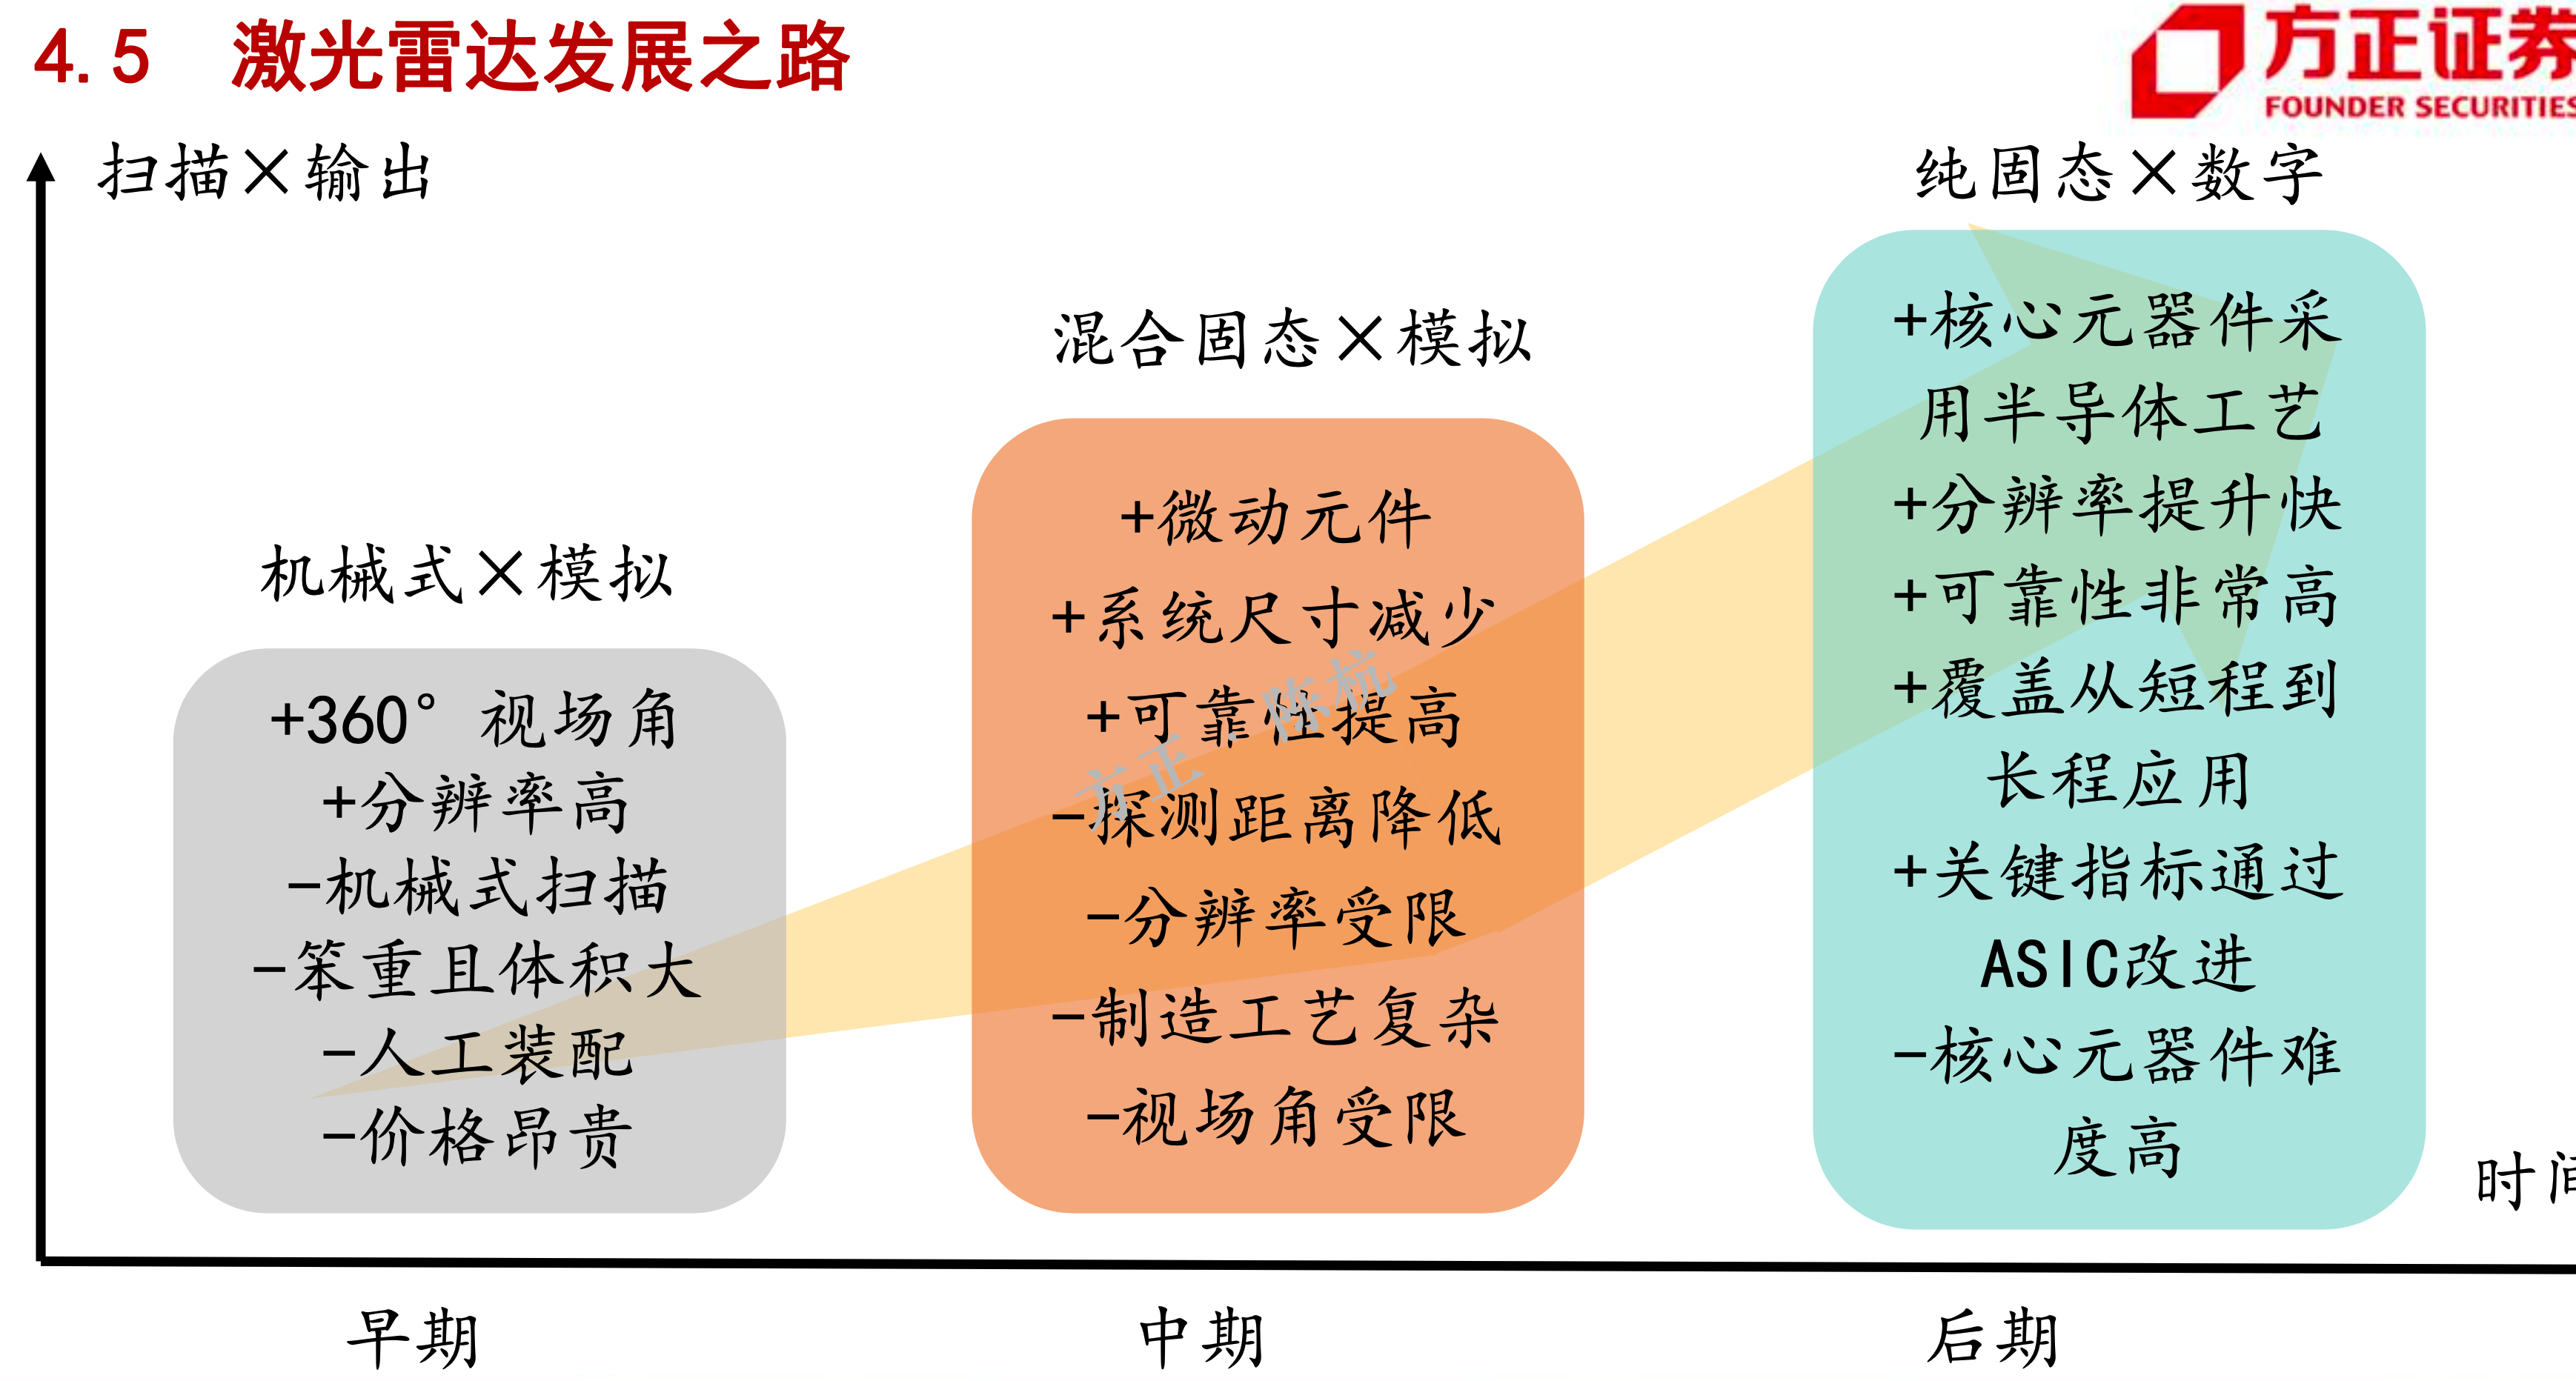 4.5 激光雷达发展之路
方正证券
FOUNDER SECURITIES
扫描×输出
纯固态×数字
混合固态×模拟
机械式×模拟
+360°视场角
+分辨率高
-机械式扫描
-笨重且体积大
-人工装配
-价格昂贵
+微动元件
+系统尺寸减少
+可靠性提高
-探测距离降低
-分辨率受限
-制造工艺复杂
-视场角受限
方正 陈杭
+核心元器件采
用半导体工艺
+分辨率提升快
+可靠性非常高
+覆盖从短程到
长程应用
+关键指标通过
ASIC改进
-核心元器件难
度高
时间
早期
中期
后期